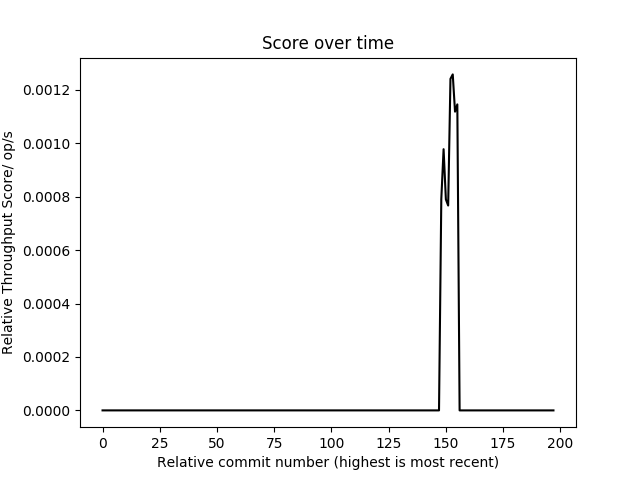 Score over time
Relative Throughput Score/ op/s
0.0012
0.0010
0.0008
0.0006
0.0004
0.0002
0.0000
0 25 50 75 100 125 150 175 200
Relative commit number (highest is most recent)